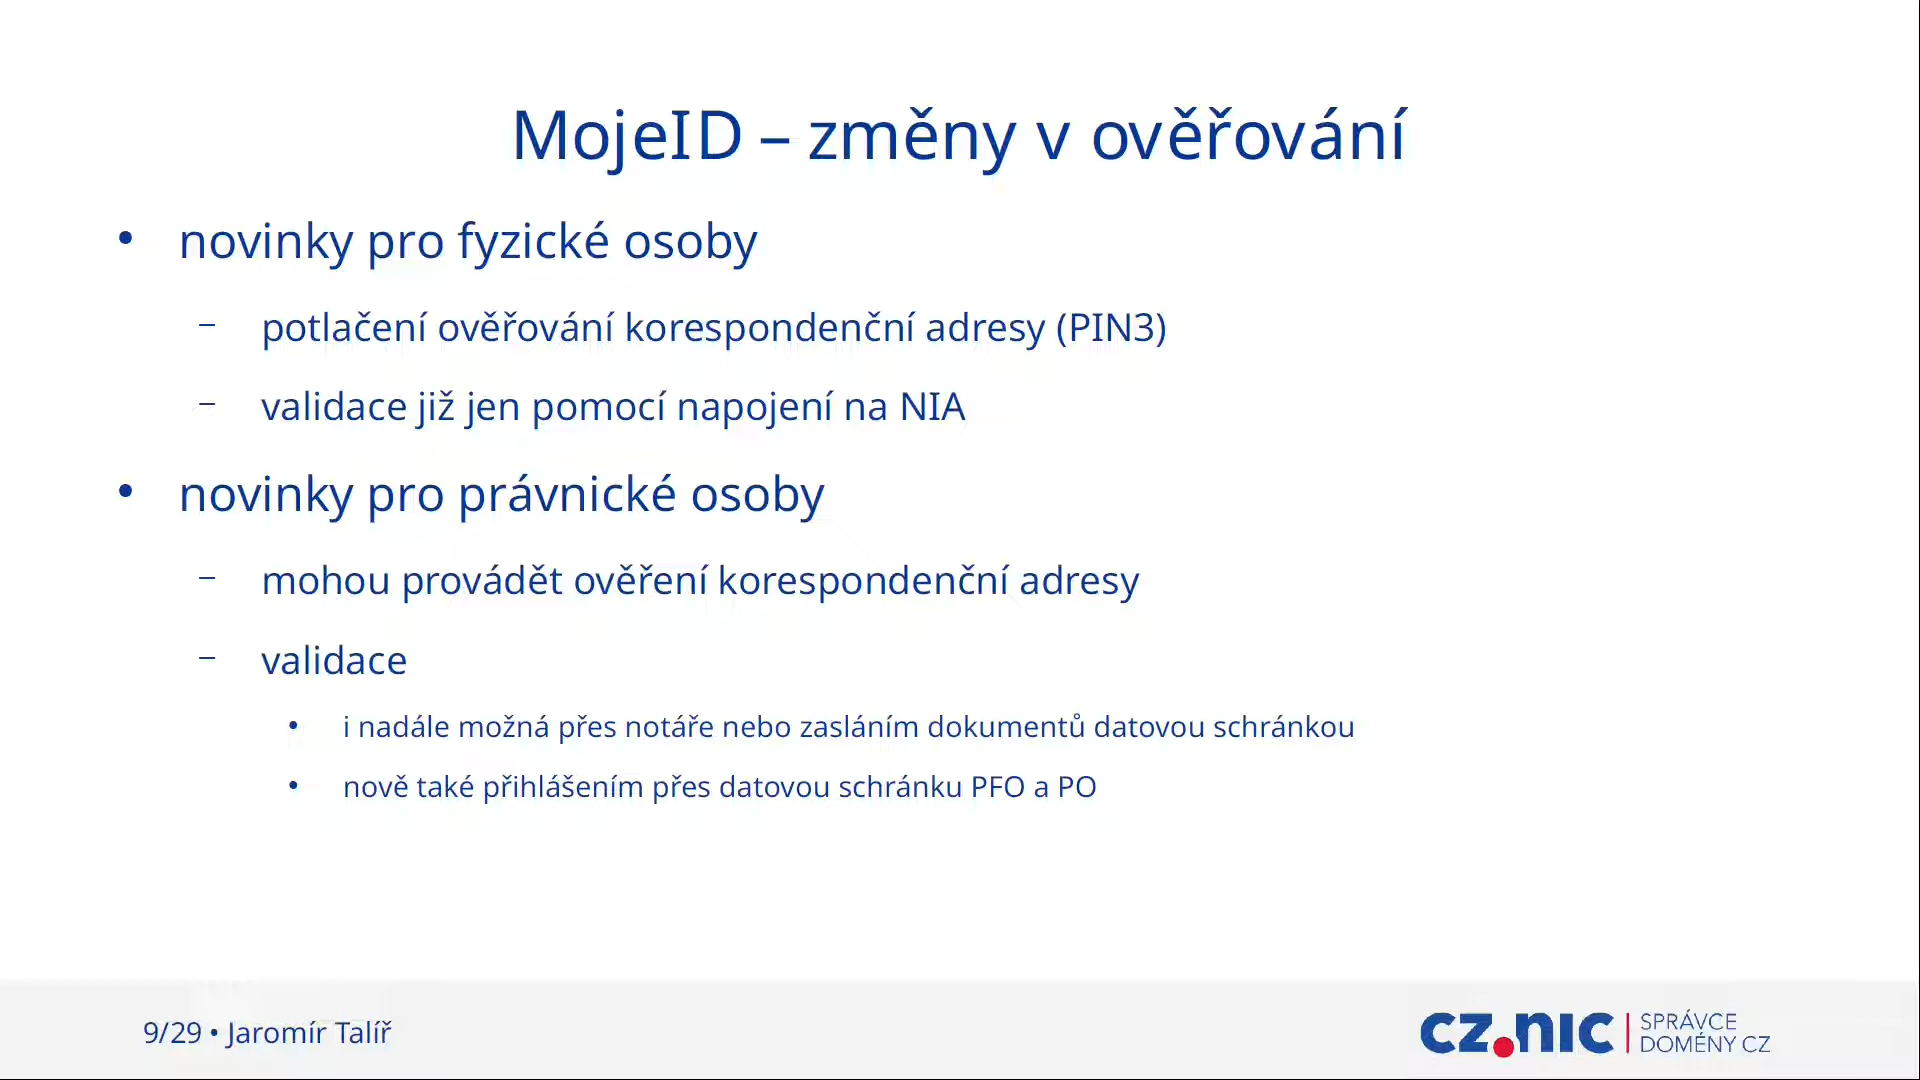 MojeID – změny v ověřování
• novinky pro fyzické osoby
– potlačení ověřování korespondenční adresy (PIN3)
– validace již jen pomocí napojení na NIA
• novinky pro právnické osoby
– mohou provádět ověření korespondenční adresy
– validace
• i nadále možná přes notáře nebo zasláním dokumentů datovou schránkou
• nově také přihlášením přes datovou schránku PFO a PO
9/29 • Jaromír Talíř
cz.nic | SPRÁVCE
DOMÉNY CZ